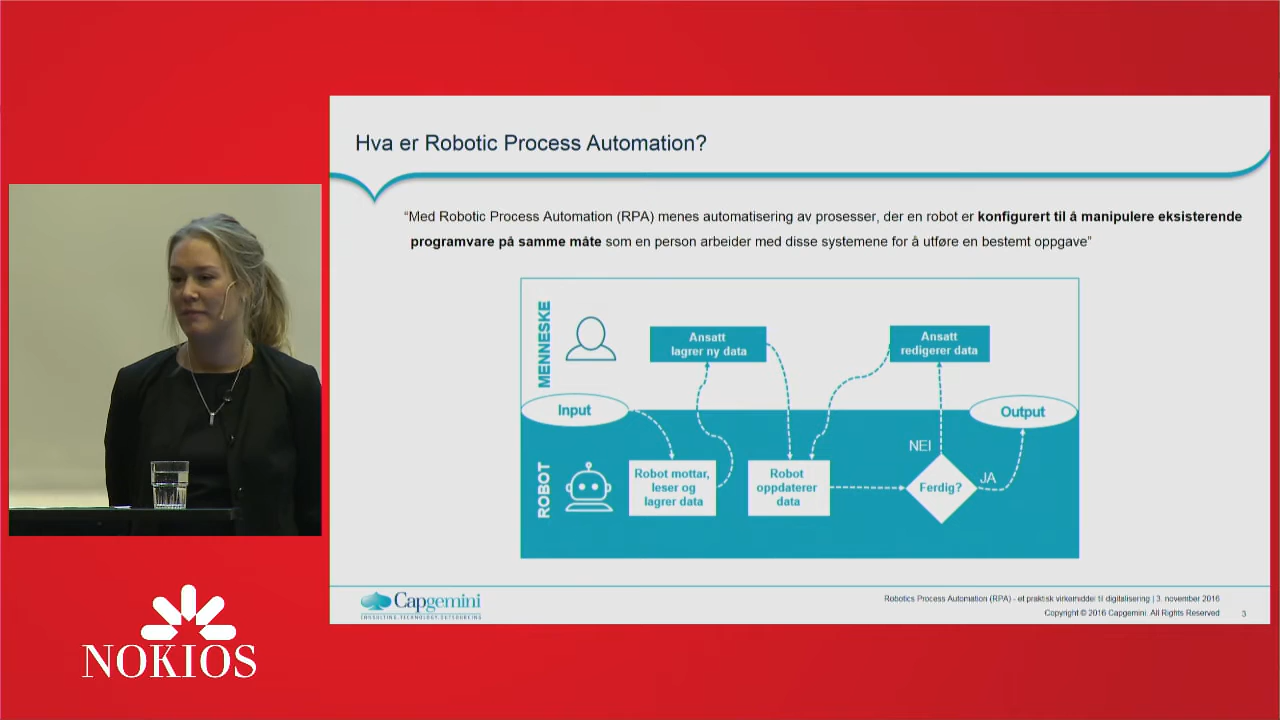 Hva er Robotic Process Automation?
“Med Robotic Process Automation (RPA) menes automatisering av prosesser, der en robot er konfigurert til å manipulere eksisterende
programvare på samme måte som en person arbeider med disse systemene for å utføre en bestemt oppgave”
MENNESKE
Ansatt
lagrer ny data
Ansatt
redigerer data
Input
Output
ROBOT
Robot mottar,
leser og
lagrer data
Robot
oppdaterer
data
Ferdig?
NEI
JA
Capgemini
CONSULTING.TECHNOLOGY.OUTSOURCING
Robotics Process Automation (RPA) - et praktisk virkemiddel til digitalisering | 3. november 2016
Copyright © 2016 Capgemini. All Rights Reserved
3
NOKIOS